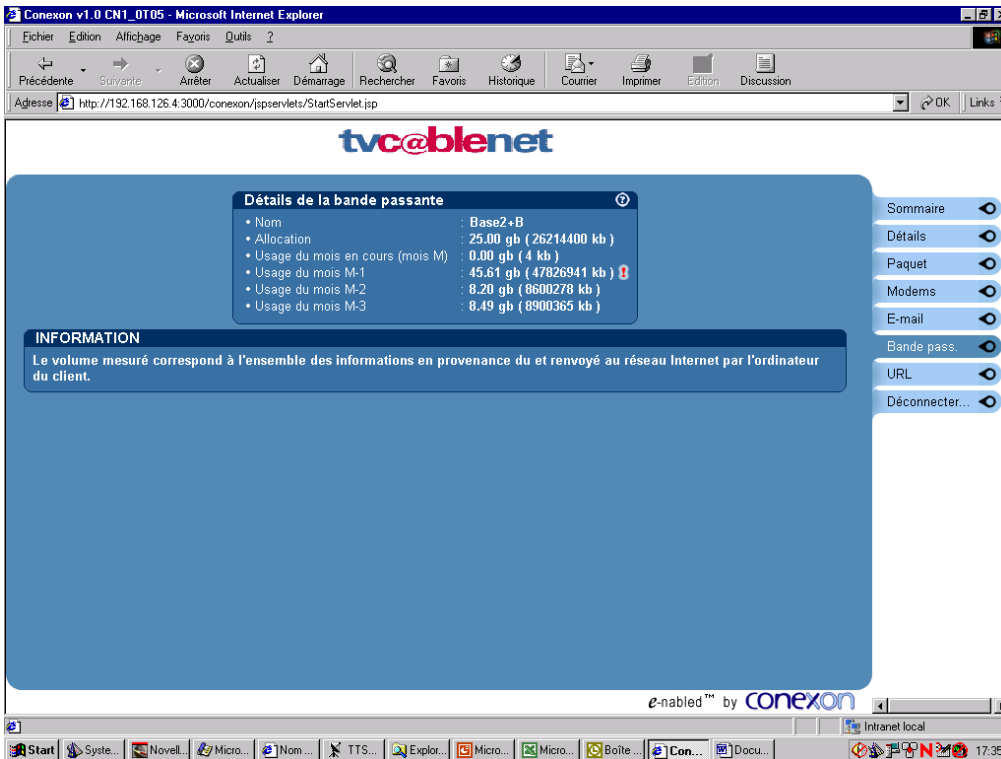 Conexon v1.0 CN1_0T05 - Microsoft Internet Explorer
Fichier Edition Affichage Favoris Outils ?
Précédente Suivante Arrêter Actualiser Démarrage Rechercher Favoris Historique Courrier Imprimer Edition Discussion
Adresse http://192.168.126.4:3000/conexon/jspservlets/StartServlet.jsp OK Links
tvc@blenet
Détails de la bande passante ?
• Nom : Base2+B
• Allocation : 25.00 gb ( 26214400 kb )
• Usage du mois en cours (mois M) : 0.00 gb ( 4 kb )
• Usage du mois M-1 : 45.61 gb ( 47826941 kb ) !
• Usage du mois M-2 : 8.20 gb ( 8600278 kb )
• Usage du mois M-3 : 8.49 gb ( 8900365 kb )
INFORMATION
Le volume mesuré correspond à l'ensemble des informations en provenance du et renvoyé au réseau Internet par l'ordinateur
du client.
Sommaire
Détails
Paquet
Modems
E-mail
Bande pass.
URL
Déconnecter...
e-nabled™ by conexon
Intranet local
Start Syste... Novell... Micro... Nom ... TTS... Explor... Micro... Micro... Boîte ... Con... Docu... 17:35